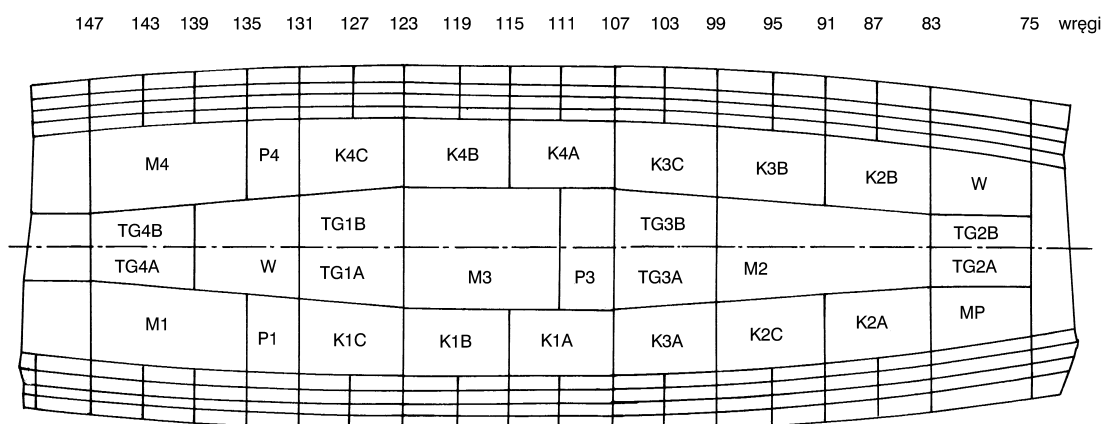 147 143 139 135 131 127 123 119 115 111 107 103 99 95 91 87 83 75 wręgi
M4 P4 K4C K4B K4A K3C K3B K2B W
TG4B TG1B TG3B TG2B
TG4A W TG1A M3 P3 TG3A M2 TG2A
M1 P1 K1C K1B K1A K3A K2C K2A MP